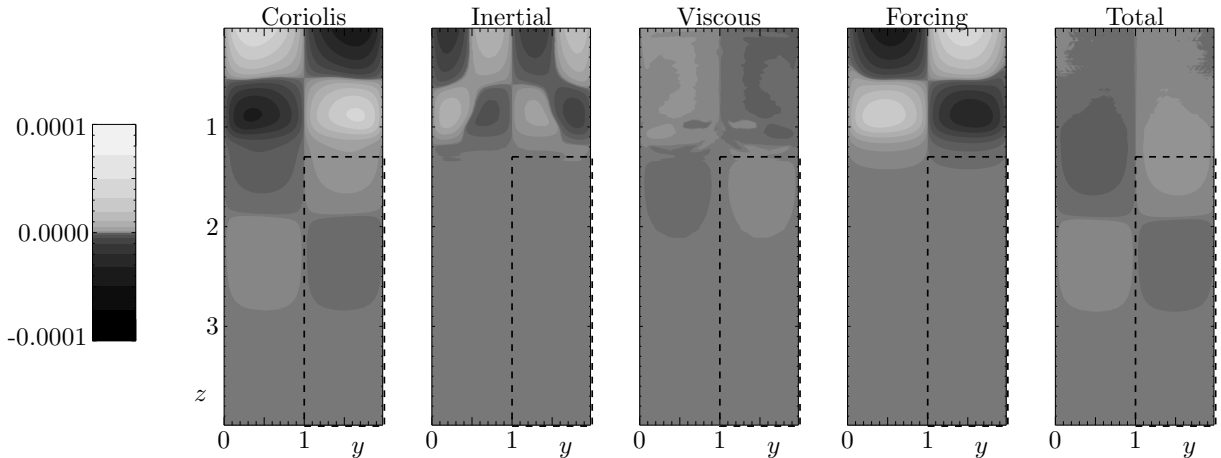 Coriolis Inertial Viscous Forcing Total
0.0001
1
0.0000
2
-0.0001
3
z
0 1 y 0 1 y 0 1 y 0 1 y 0 1 y